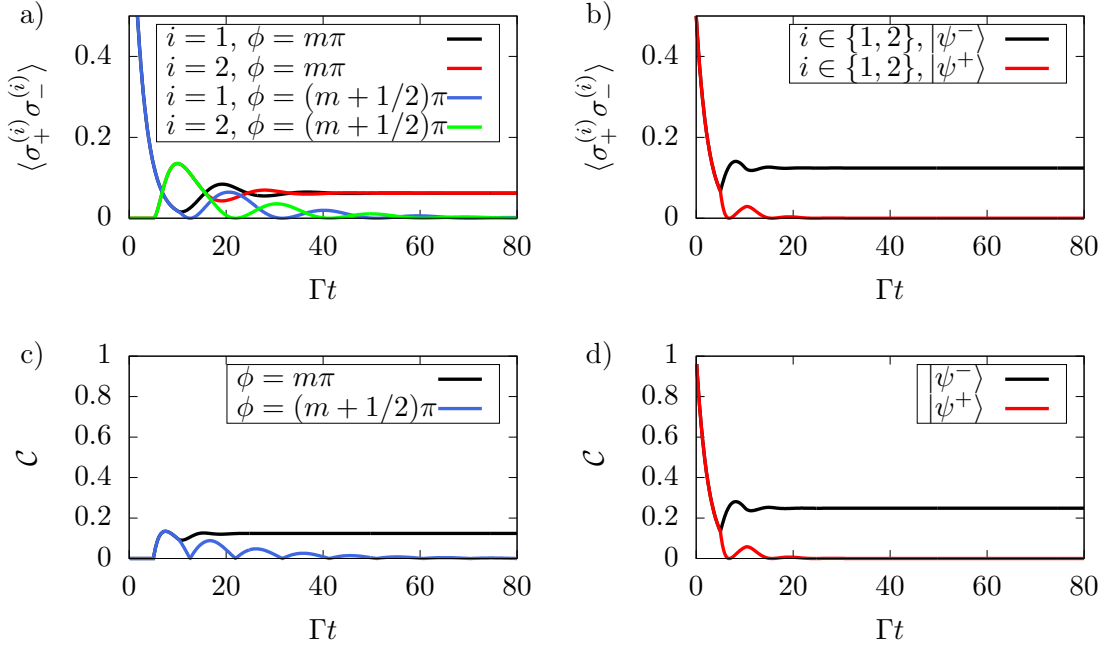 a)
i = 1, ϕ = mπ
i = 2, ϕ = mπ
i = 1, ϕ = (m + 1/2)π
i = 2, ϕ = (m + 1/2)π
0.4
0.2
0
0 20 40 60 80
Γt
⟨σ₊⁽ⁱ⁾σ₋⁽ⁱ⁾⟩
b)
i ∈ {1, 2}, |ψ⁻⟩
i ∈ {1, 2}, |ψ⁺⟩
0.4
0.2
0
0 20 40 60 80
Γt
⟨σ₊⁽ⁱ⁾σ₋⁽ⁱ⁾⟩
c)
ϕ = mπ
ϕ = (m + 1/2)π
1
0.8
0.6
0.4
0.2
0
0 20 40 60 80
Γt
𝒞
d)
|ψ⁻⟩
|ψ⁺⟩
1
0.8
0.6
0.4
0.2
0
0 20 40 60 80
Γt
𝒞